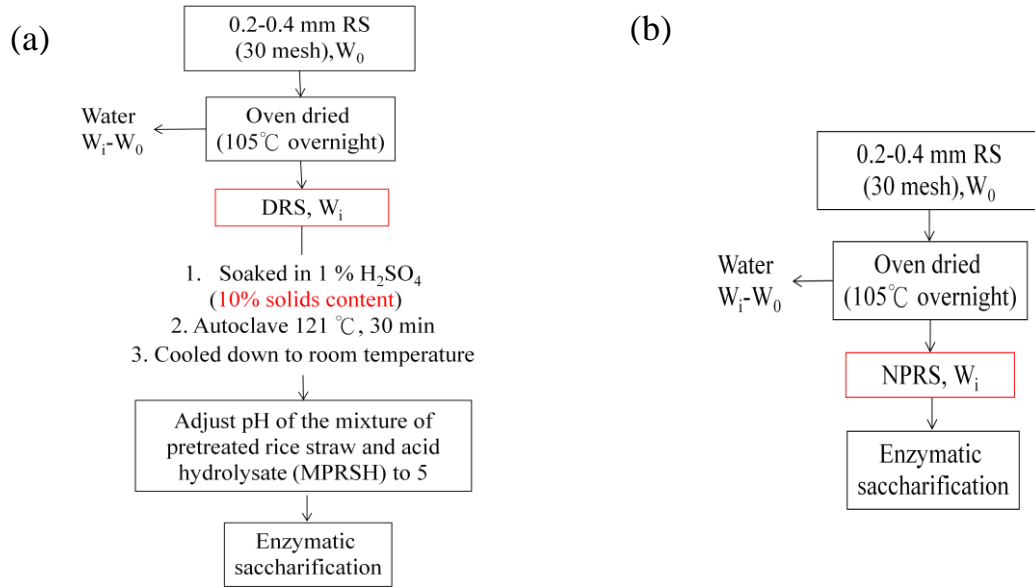 (a)
0.2-0.4 mm RS
(30 mesh),W₀
Water
Wᵢ-W₀
Oven dried
(105℃ overnight)
DRS, Wᵢ
1. Soaked in 1 % H₂SO₄
(10% solids content)
2. Autoclave 121 ℃, 30 min
3. Cooled down to room temperature
Adjust pH of the mixture of
pretreated rice straw and acid
hydrolysate (MPRSH) to 5
Enzymatic
saccharification
(b)
0.2-0.4 mm RS
(30 mesh),W₀
Water
Wᵢ-W₀
Oven dried
(105℃ overnight)
NPRS, Wᵢ
Enzymatic
saccharification